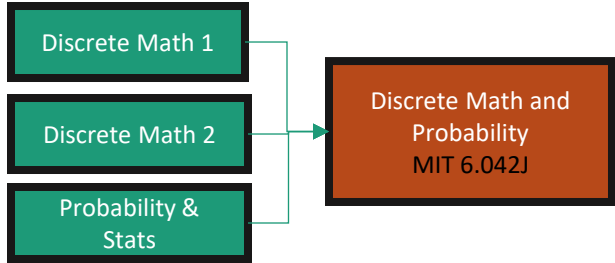 Discrete Math 1
Discrete Math 2
Probability &
Stats
Discrete Math and
Probability
MIT 6.042J